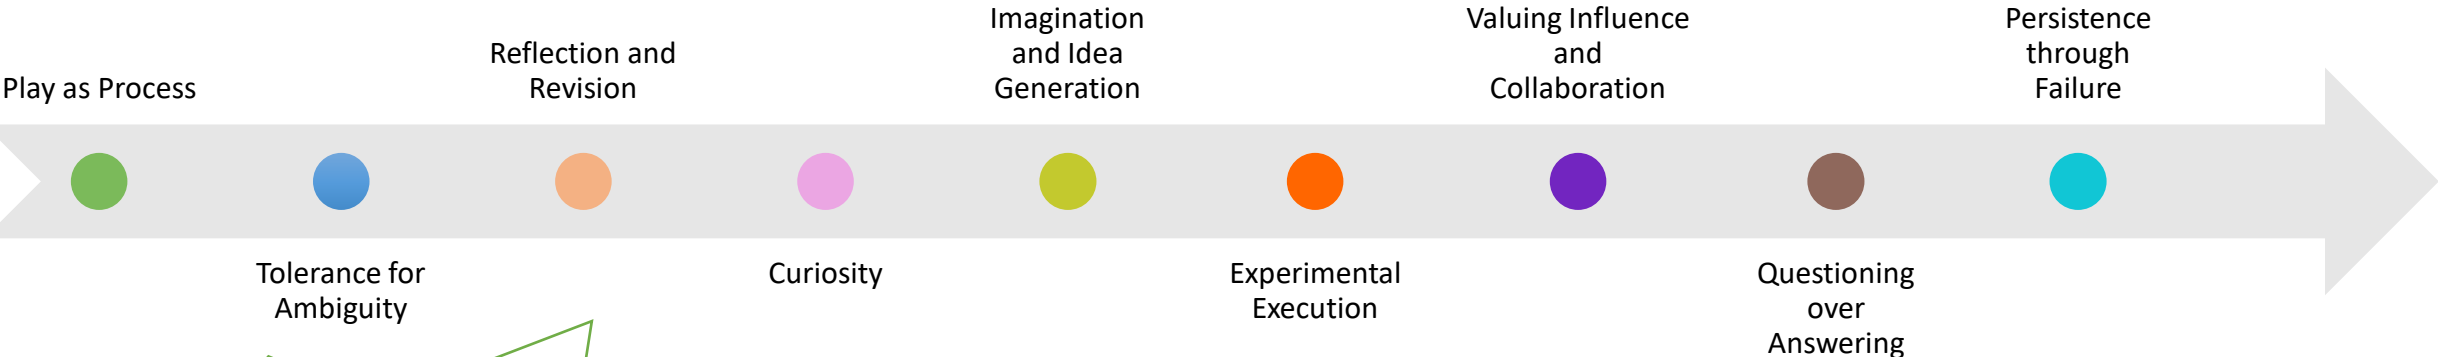 Play as Process
Tolerance for
Ambiguity
Reflection and
Revision
Curiosity
Imagination
and Idea
Generation
Experimental
Execution
Valuing Influence
and
Collaboration
Questioning
over
Answering
Persistence
through
Failure